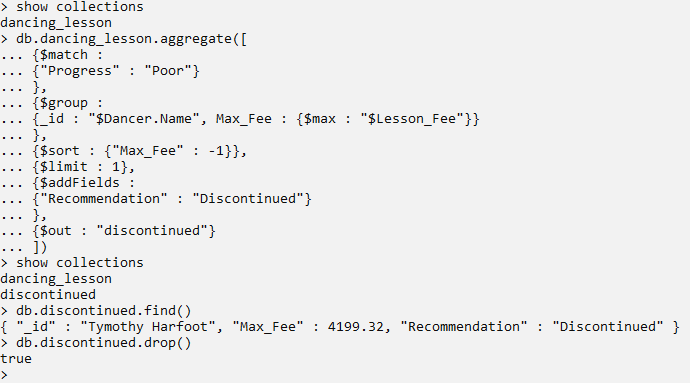 > show collections
dancing_lesson
> db.dancing_lesson.aggregate([
... {$match :
... {"Progress" : "Poor"}
... },
... {$group :
... {_id : "$Dancer.Name", Max_Fee : {$max : "$Lesson_Fee"}}
... },
... {$sort : {"Max_Fee" : -1}},
... {$limit : 1},
... {$addFields :
... {"Recommendation" : "Discontinued"}
... },
... {$out : "discontinued"}
... ])
> show collections
dancing_lesson
discontinued
> db.discontinued.find()
{ "_id" : "Tymothy Harfoot", "Max_Fee" : 4199.32, "Recommendation" : "Discontinued" }
> db.discontinued.drop()
true
>